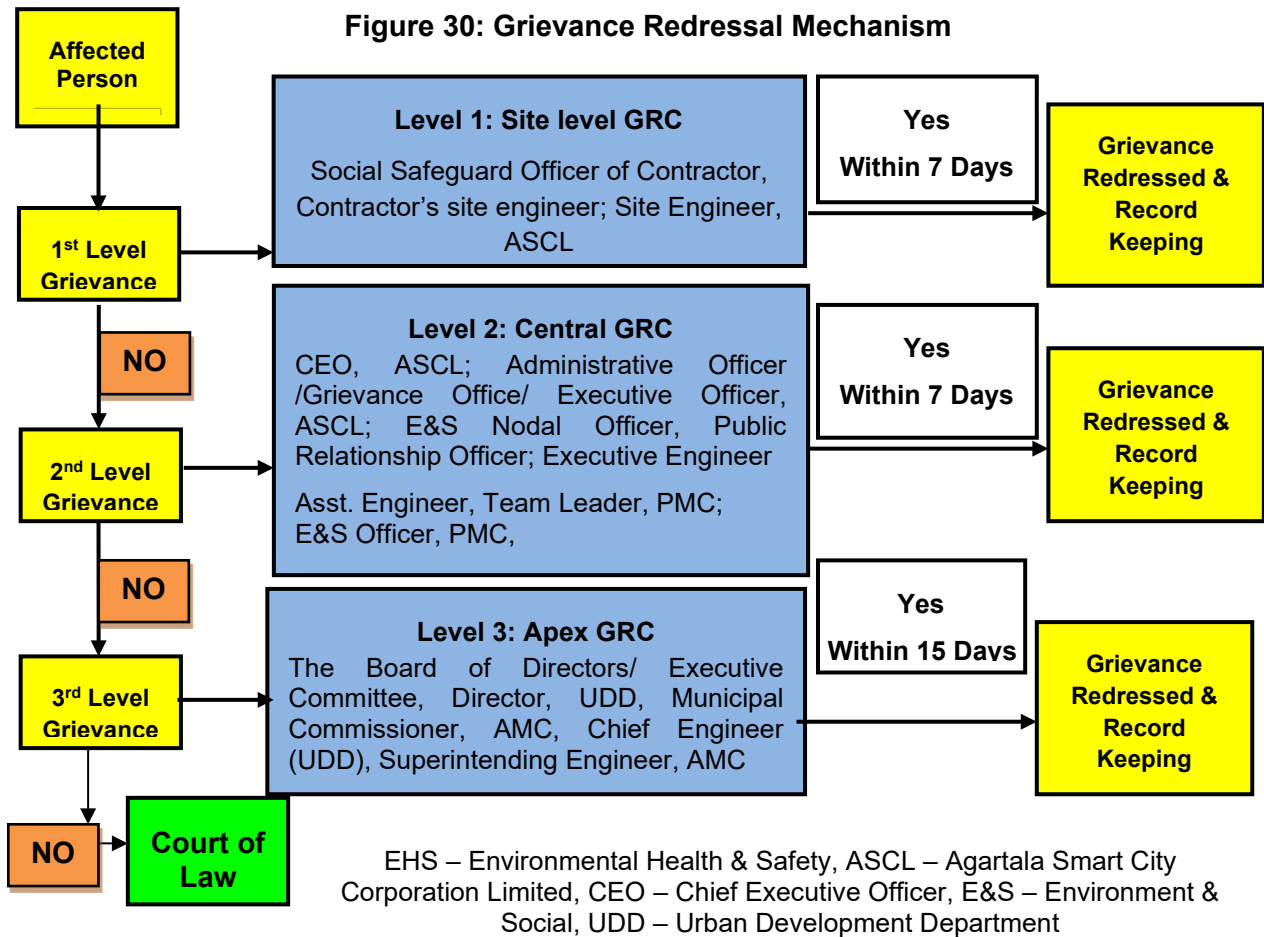 Figure 30: Grievance Redressal Mechanism
Affected
Person
Level 1: Site level GRC
Social Safeguard Officer of Contractor,
Contractor’s site engineer; Site Engineer,
ASCL
Yes
Within 7 Days
Grievance
Redressed &
Record
Keeping
1st Level
Grievance
NO
Level 2: Central GRC
CEO, ASCL; Administrative Officer
/Grievance Office/ Executive Officer,
ASCL; E&S Nodal Officer, Public
Relationship Officer; Executive Engineer
Asst. Engineer, Team Leader, PMC;
E&S Officer, PMC,
Yes
Within 7 Days
Grievance
Redressed &
Record
Keeping
2nd Level
Grievance
NO
Level 3: Apex GRC
The Board of Directors/ Executive
Committee, Director, UDD, Municipal
Commissioner, AMC, Chief Engineer
(UDD), Superintending Engineer, AMC
Yes
Within 15 Days
Grievance
Redressed &
Record
Keeping
3rd Level
Grievance
NO
Court of
Law
EHS – Environmental Health & Safety, ASCL – Agartala Smart City
Corporation Limited, CEO – Chief Executive Officer, E&S – Environment &
Social, UDD – Urban Development Department